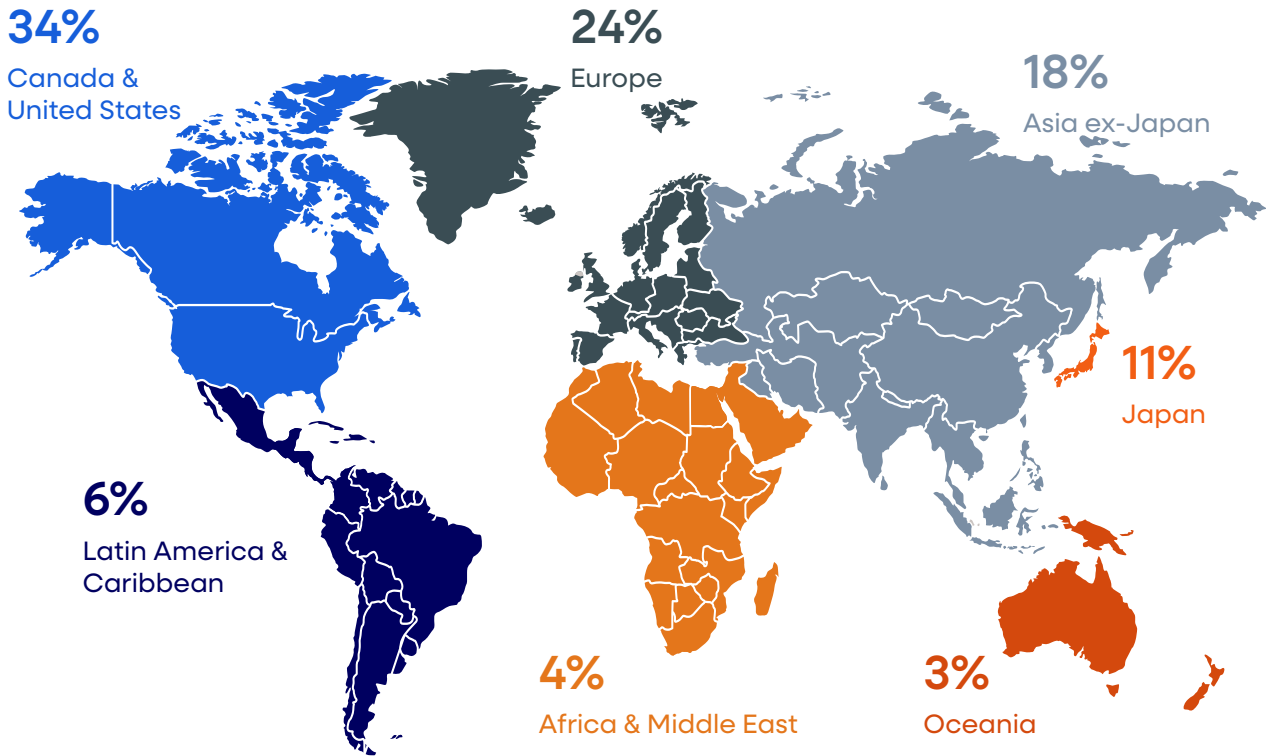 34%
Canada &
United States
24%
Europe
18%
Asia ex-Japan
11%
Japan
6%
Latin America &
Caribbean
4%
Africa & Middle East
3%
Oceania